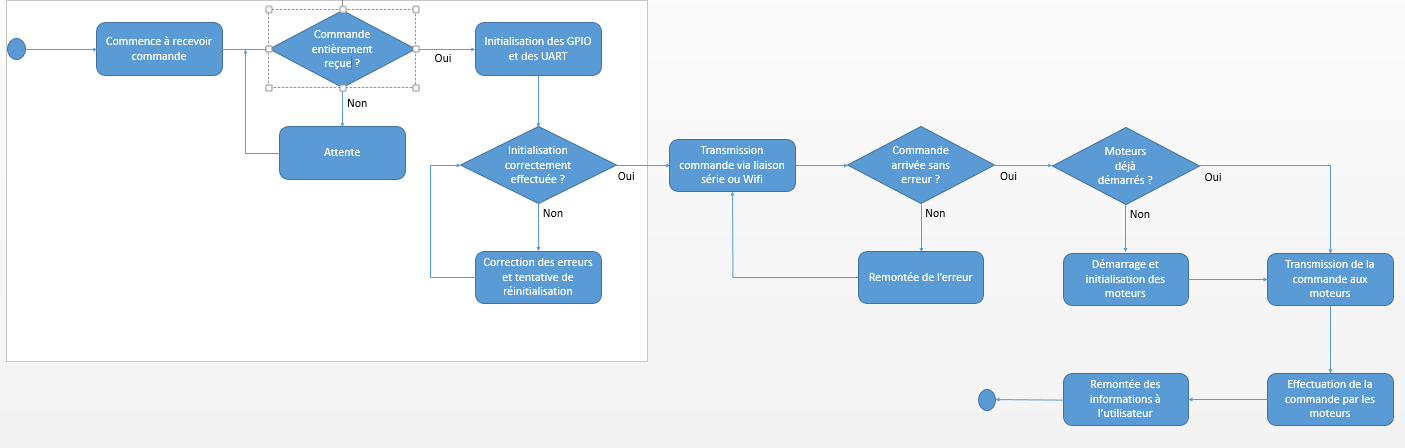 Commence à recevoir
commande
Commande
entièrement
reçue ?
Oui
Non
Attente
Initialisation des GPIO
et des UART
Initialisation
correctement
effectuée ?
Oui
Non
Correction des erreurs
et tentative de
réinitialisation
Transmission
commande via liaison
série ou Wifi
Commande
arrivée sans
erreur ?
Oui
Non
Remontée de l'erreur
Moteurs
déjà
démarrés ?
Oui
Non
Démarrage et
initialisation des
moteurs
Transmission de la
commande aux
moteurs
Effectuation de la
commande par les
moteurs
Remontée des
informations à
l'utilisateur